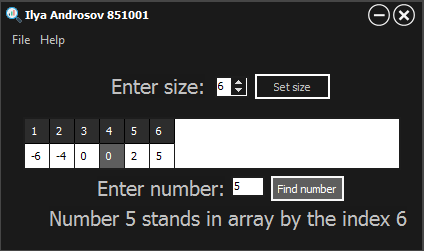 Ilya Androsov 851001
File Help
Enter size: 6 Set size
1 2 3 4 5 6
-6 -4 0 0 2 5
Enter number: 5 Find number
Number 5 stands in array by the index 6